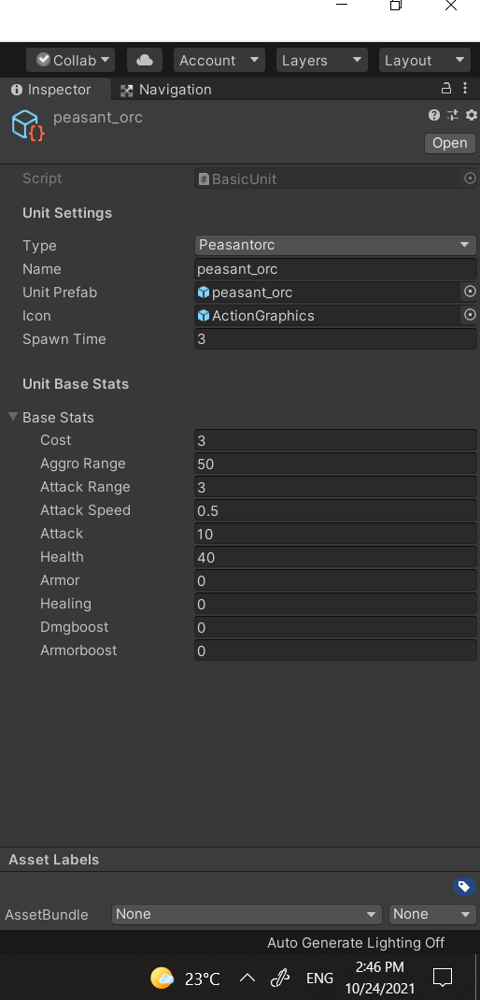 Collab Account Layers Layout
Inspector Navigation
peasant_orc
Open
Script BasicUnit
Unit Settings
Type Peasantorc
Name peasant_orc
Unit Prefab peasant_orc
Icon ActionGraphics
Spawn Time 3
Unit Base Stats
Base Stats
Cost 3
Aggro Range 50
Attack Range 3
Attack Speed 0.5
Attack 10
Health 40
Armor 0
Healing 0
Dmgboost 0
Armorboost 0
Asset Labels
AssetBundle None None
Auto Generate Lighting Off
23°C ENG 2:46 PM
10/24/2021